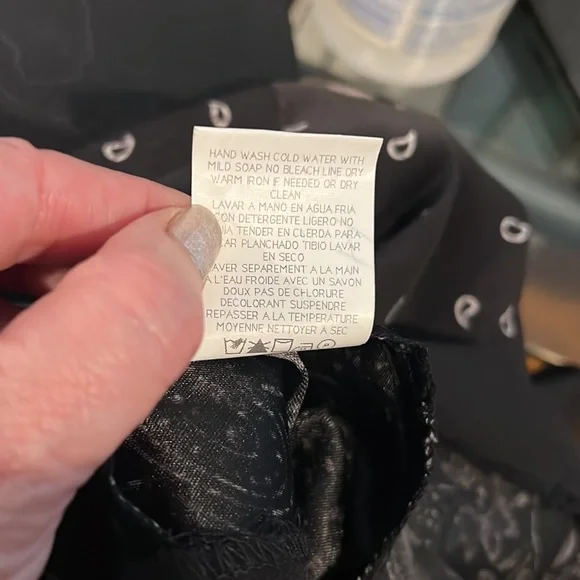 HAND WASH COLD WATER WITH
MILD SOAP NO BLEACH LINE DRY
WARM IRON IF NEEDED OR DRY
CLEAN
LAVAR A MANO EN AGUA FRIA
CON DETERGENTE LIGERO NO
TENDER EN CUERDA PARA
PLANCHADO TIBIO LAVAR
EN SECO
LAVER SEPAREMENT A LA MAIN
A L'EAU FROIDE AVEC UN SAVON
DOUX PAS DE CHLORURE
DECOLORANT SUSPENDRE
REPASSER A LA TEMPERATURE
MOYENNE NETTOYER A SEC